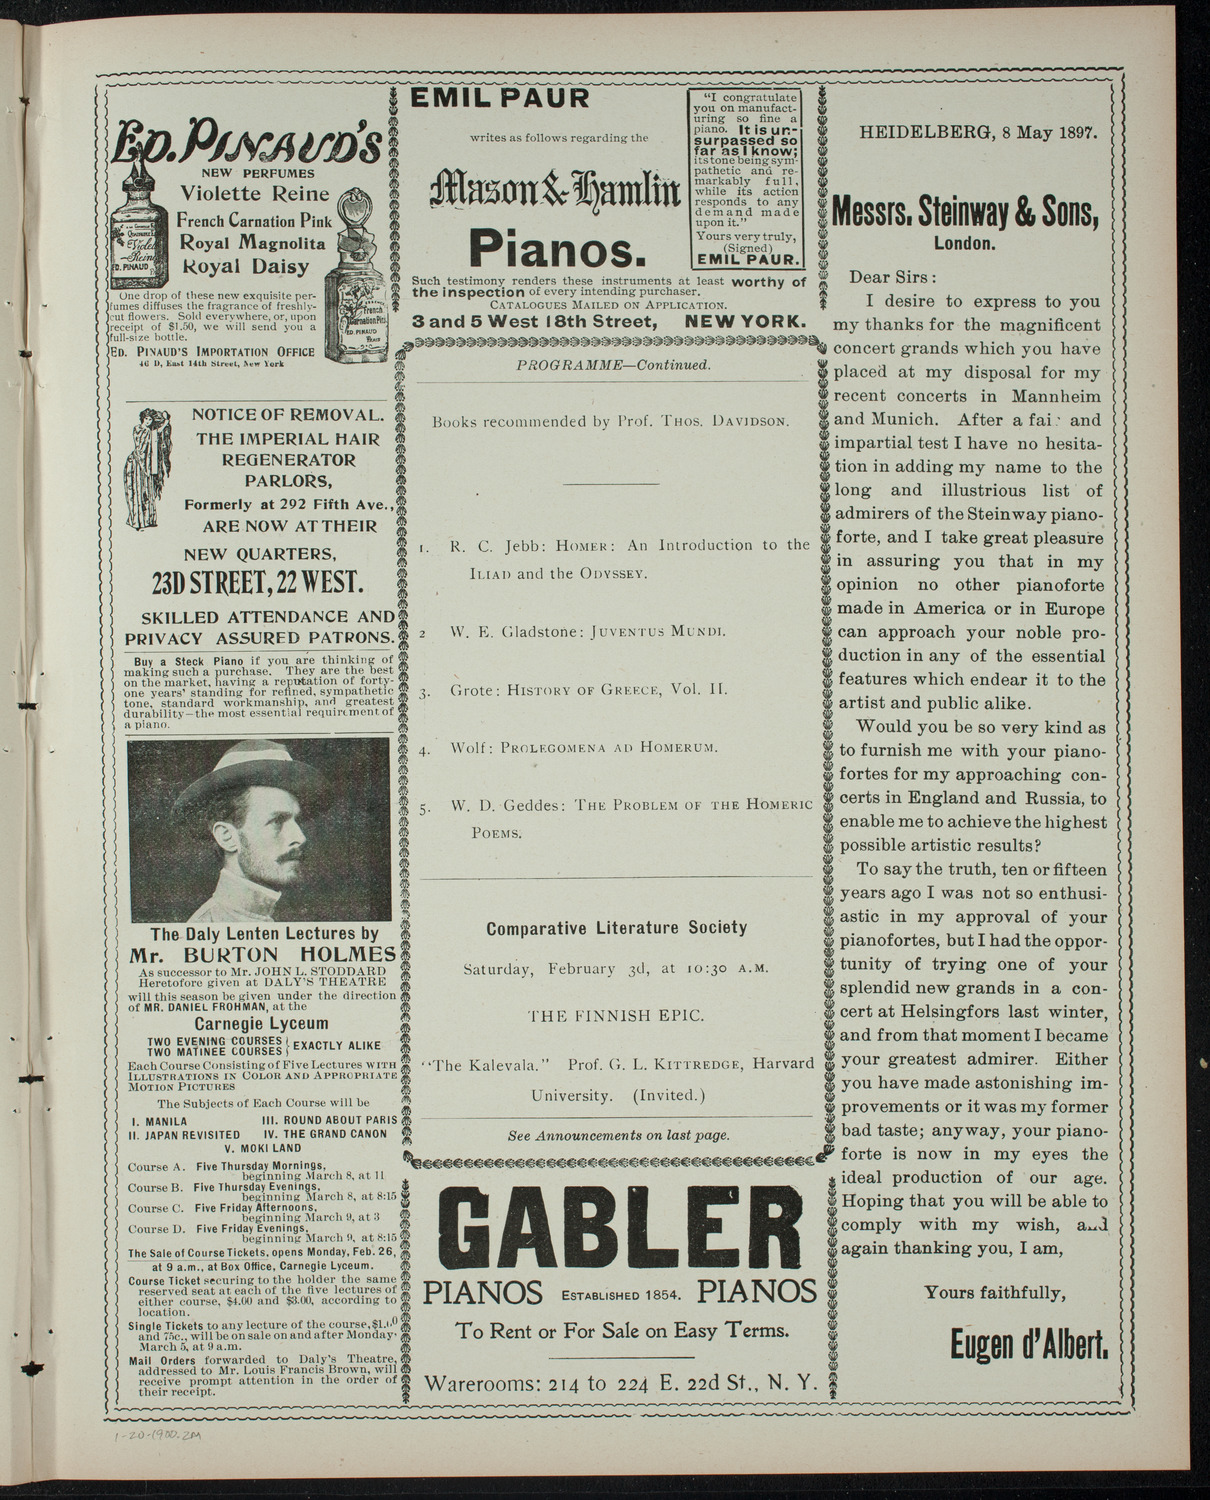 ED. PINAUD'S
NEW PERFUMES
Violette Reine
French Carnation Pink
Royal Magnolita
Royal Daisy
One drop of these new exquisite per-
fumes diffuses the fragrance of freshly-
cut flowers. Sold everywhere, or, upon
receipt of $1.50, we will send you a
full-size bottle.
ED. PINAUD'S IMPORTATION OFFICE
46 D, East 14th Street, New York
NOTICE OF REMOVAL.
THE IMPERIAL HAIR
REGENERATOR
PARLORS,
Formerly at 292 Fifth Ave.,
ARE NOW AT THEIR
NEW QUARTERS,
23D STREET, 22 WEST.
SKILLED ATTENDANCE AND
PRIVACY ASSURED PATRONS.
Buy a Steck Piano if you are thinking of
making such a purchase. They are the best
on the market, having a reputation of forty-
one years' standing for refined, sympathetic
tone, standard workmanship, and greatest
durability—the most essential requirement of
a piano.
The Daly Lenten Lectures by
Mr. BURTON HOLMES
As successor to Mr. JOHN L. STODDARD
Heretofore given at DALY'S THEATRE
will this season be given under the direction
of MR. DANIEL FROHMAN, at the
Carnegie Lyceum
TWO EVENING COURSES
TWO MATINEE COURSES } EXACTLY ALIKE
Each Course Consisting of Five Lectures WITH
ILLUSTRATIONS IN COLOR AND APPROPRIATE
MOTION PICTURES
The Subjects of Each Course will be
I. MANILA III. ROUND ABOUT PARIS
II. JAPAN REVISITED IV. THE GRAND CANON
V. MOKI LAND
Course A. Five Thursday Mornings,
beginning March 8, at 11
Course B. Five Thursday Evenings,
beginning March 8, at 8:15
Course C. Five Friday Afternoons,
beginning March 9, at 3
Course D. Five Friday Evenings,
beginning March 9, at 8:15
The Sale of Course Tickets, opens Monday, Feb. 26,
at 9 a.m., at Box Office, Carnegie Lyceum.
Course Ticket securing to the holder the same
reserved seat at each of the five lectures of
either course, $4.00 and $3.00, according to
location.
Single Tickets to any lecture of the course, $1.00
and 75c., will be on sale on and after Monday-
March 5, at 9 a.m.
Mail Orders forwarded to Daly's Theatre,
addressed to Mr. Louis Francis Brown, will
receive prompt attention in the order of
their receipt.
EMIL PAUR
writes as follows regarding the
Mason & Hamlin
Pianos.
"I congratulate
you on manufact-
uring so fine a
piano. It is un-
surpassed so
far as I know;
its tone being sym-
pathetic and re-
markably full,
while its action
responds to any
demand made
upon it."
Yours very truly,
(Signed)
EMIL PAUR.
Such testimony renders these instruments at least worthy of
the inspection of every intending purchaser.
CATALOGUES MAILED ON APPLICATION.
3 and 5 West 18th Street, NEW YORK.
PROGRAMME—Continued.
Books recommended by Prof. THOS. DAVIDSON.
1. R. C. Jebb: HOMER: An Introduction to the
ILIAD and the ODYSSEY.
2 W. E. Gladstone: JUVENTUS MUNDI.
3. Grote: HISTORY OF GREECE, Vol. II.
4. Wolf: PROLEGOMENA AD HOMERUM.
5. W. D. Geddes: THE PROBLEM OF THE HOMERIC
POEMS.
Comparative Literature Society
Saturday, February 3d, at 10:30 A.M.
THE FINNISH EPIC.
"The Kalevala." Prof. G. L. KITTREDGE, Harvard
University. (Invited.)
See Announcements on last page.
GABLER
PIANOS ESTABLISHED 1854. PIANOS
To Rent or For Sale on Easy Terms.
Warerooms: 214 to 224 E. 22d St., N. Y.
HEIDELBERG, 8 May 1897.
Messrs. Steinway & Sons,
London.
Dear Sirs:
I desire to express to you
my thanks for the magnificent
concert grands which you have
placed at my disposal for my
recent concerts in Mannheim
and Munich. After a fair and
impartial test I have no hesita-
tion in adding my name to the
long and illustrious list of
admirers of the Steinway piano-
forte, and I take great pleasure
in assuring you that in my
opinion no other pianoforte
made in America or in Europe
can approach your noble pro-
duction in any of the essential
features which endear it to the
artist and public alike.
Would you be so very kind as
to furnish me with your piano-
fortes for my approaching con-
certs in England and Russia, to
enable me to achieve the highest
possible artistic results?
To say the truth, ten or fifteen
years ago I was not so enthusi-
astic in my approval of your
pianofortes, but I had the oppor-
tunity of trying one of your
splendid new grands in a con-
cert at Helsingfors last winter,
and from that moment I became
your greatest admirer. Either
you have made astonishing im-
provements or it was my former
bad taste; anyway, your piano-
forte is now in my eyes the
ideal production of our age.
Hoping that you will be able to
comply with my wish, and
again thanking you, I am,
Yours faithfully,
Eugen d'Albert.
1-20-1900.2M